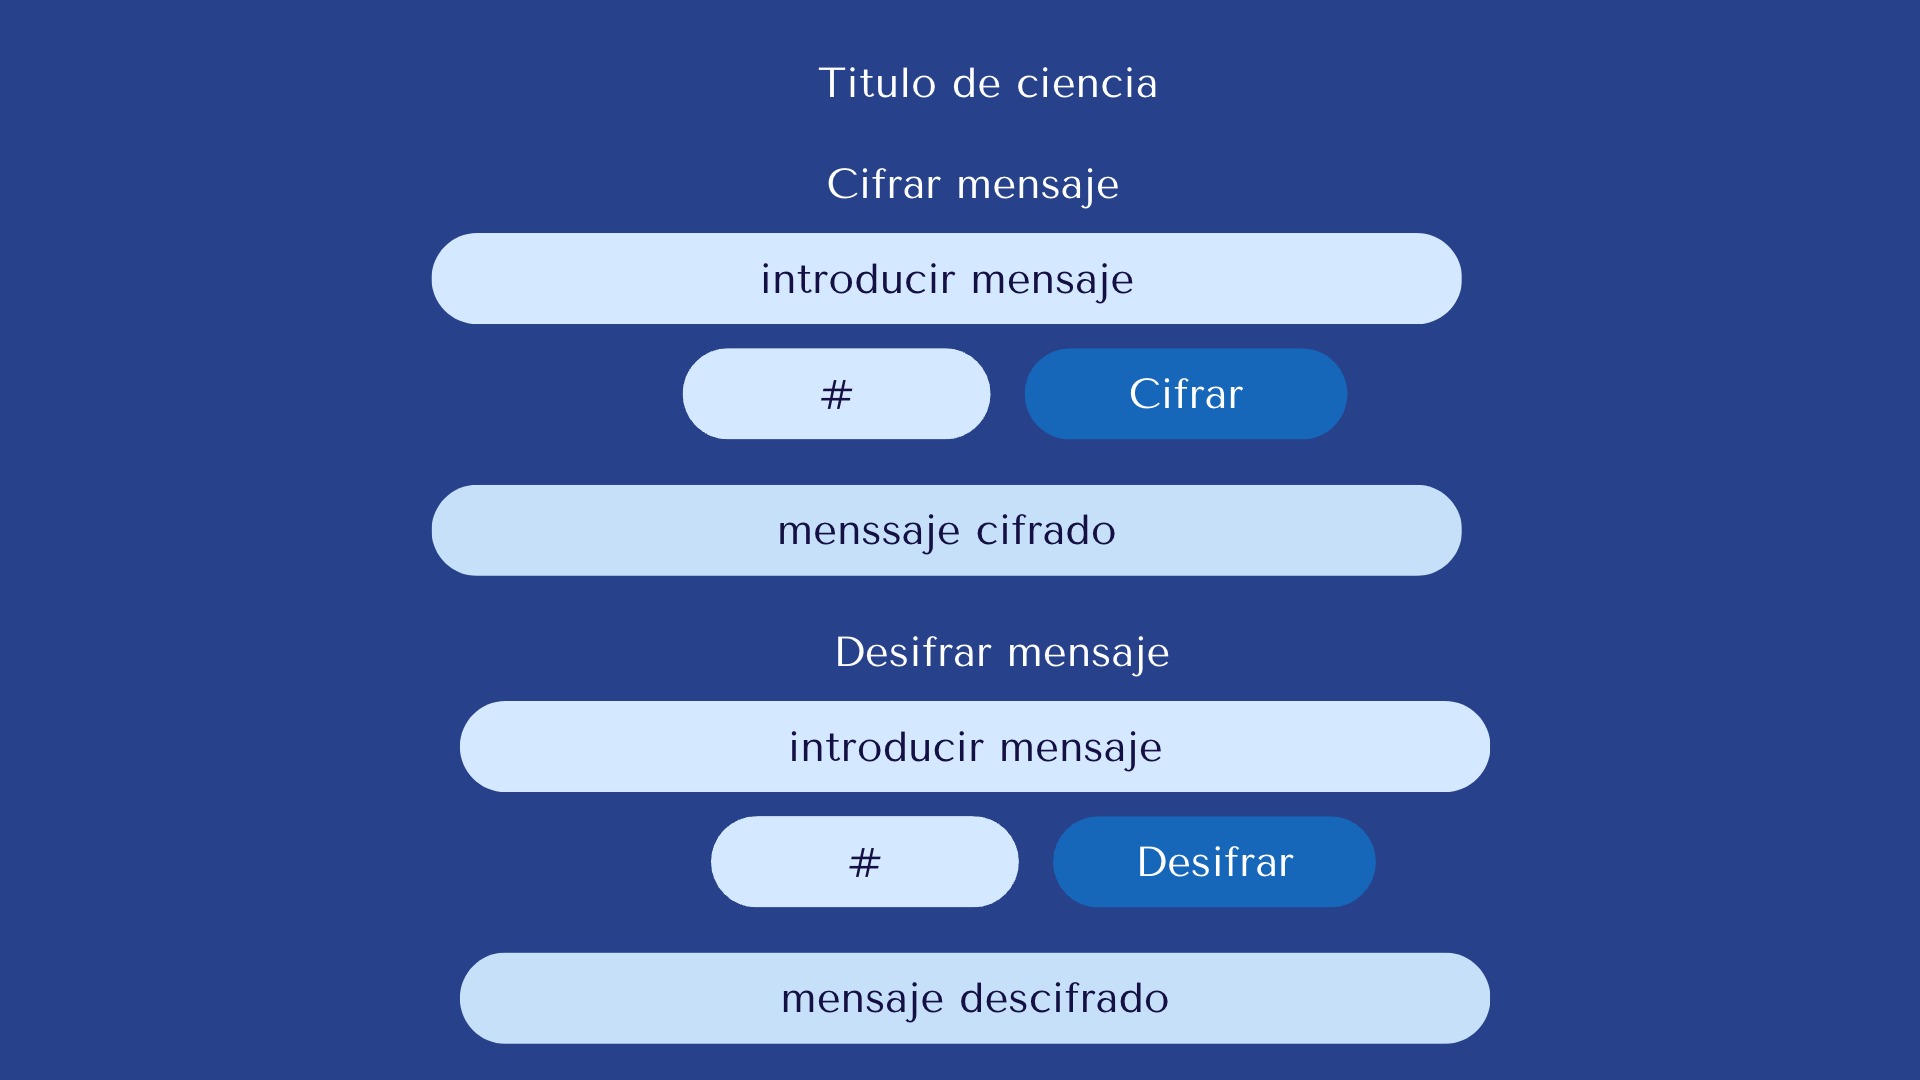 Titulo de ciencia
Cifrar mensaje
introducir mensaje
#
Cifrar
menssaje cifrado
Desifrar mensaje
introducir mensaje
#
Desifrar
mensaje descifrado